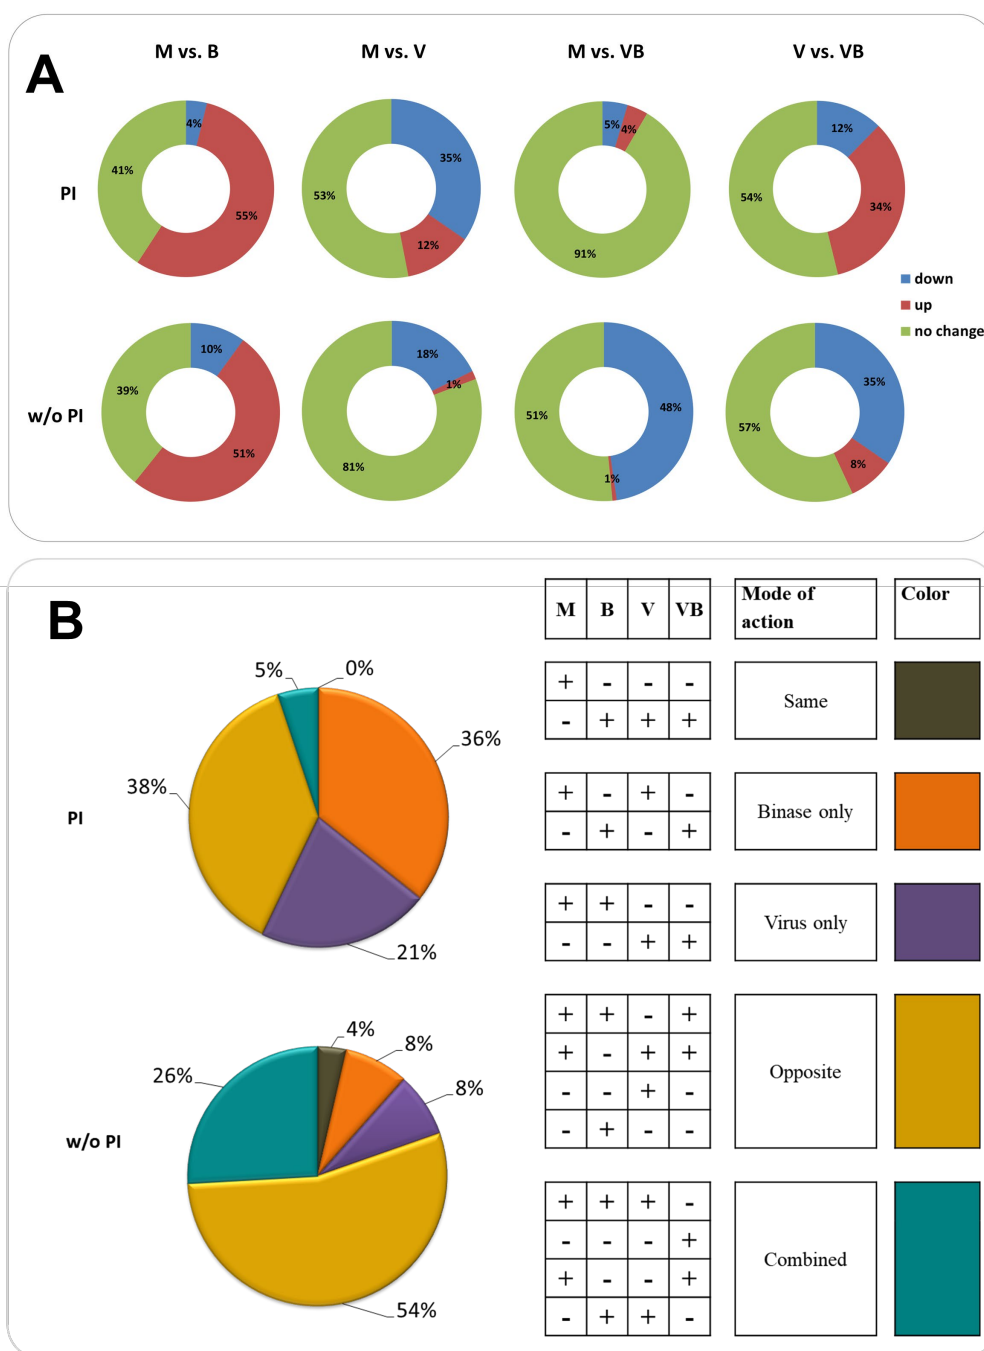 A
M vs. B M vs. V M vs. VB V vs. VB
PI
4% 55% 41%
35% 12% 53%
5% 4% 91%
12% 34% 54%
down
up
no change
w/o PI
10% 51% 39%
18% 1% 81%
48% 1% 51%
35% 8% 57%
B
PI
5% 0%
36%
38%
21%
w/o PI
4%
8%
26%
8%
54%
M B V VB Mode of action Color
+ - - -
- + + +
Same
+ - + -
- + - +
Binase only
+ + - -
- - + +
Virus only
+ + - +
+ - + +
- - + -
- + - -
Opposite
+ + + -
- - - +
+ - - +
- + + -
Combined